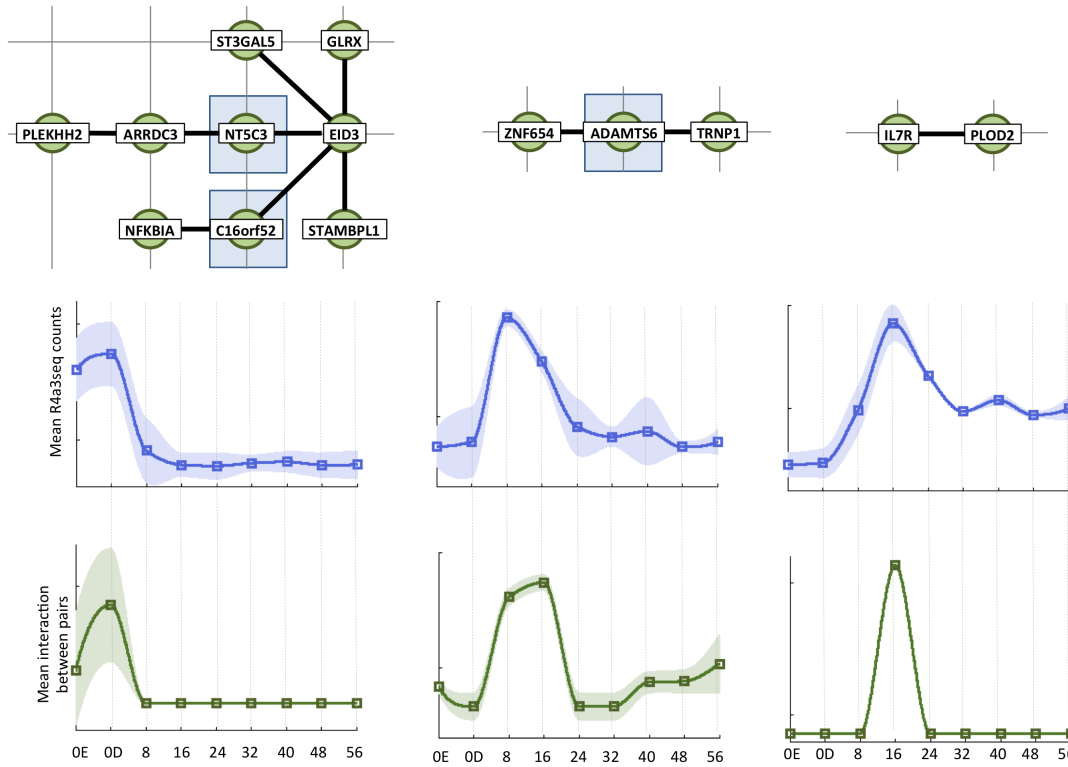 ST3GAL5 GLRX
PLEKHH2 ARRDC3 NT5C3 EID3
ZNF654 ADAMTS6 TRNP1
IL7R PLOD2
NFKBIA C16orf52 STAMBPL1
Mean R4a3seq counts
Mean interaction
between pairs
0E 0D 8 16 24 32 40 48 56
0E 0D 8 16 24 32 40 48 56
0E 0D 8 16 24 32 40 48 56